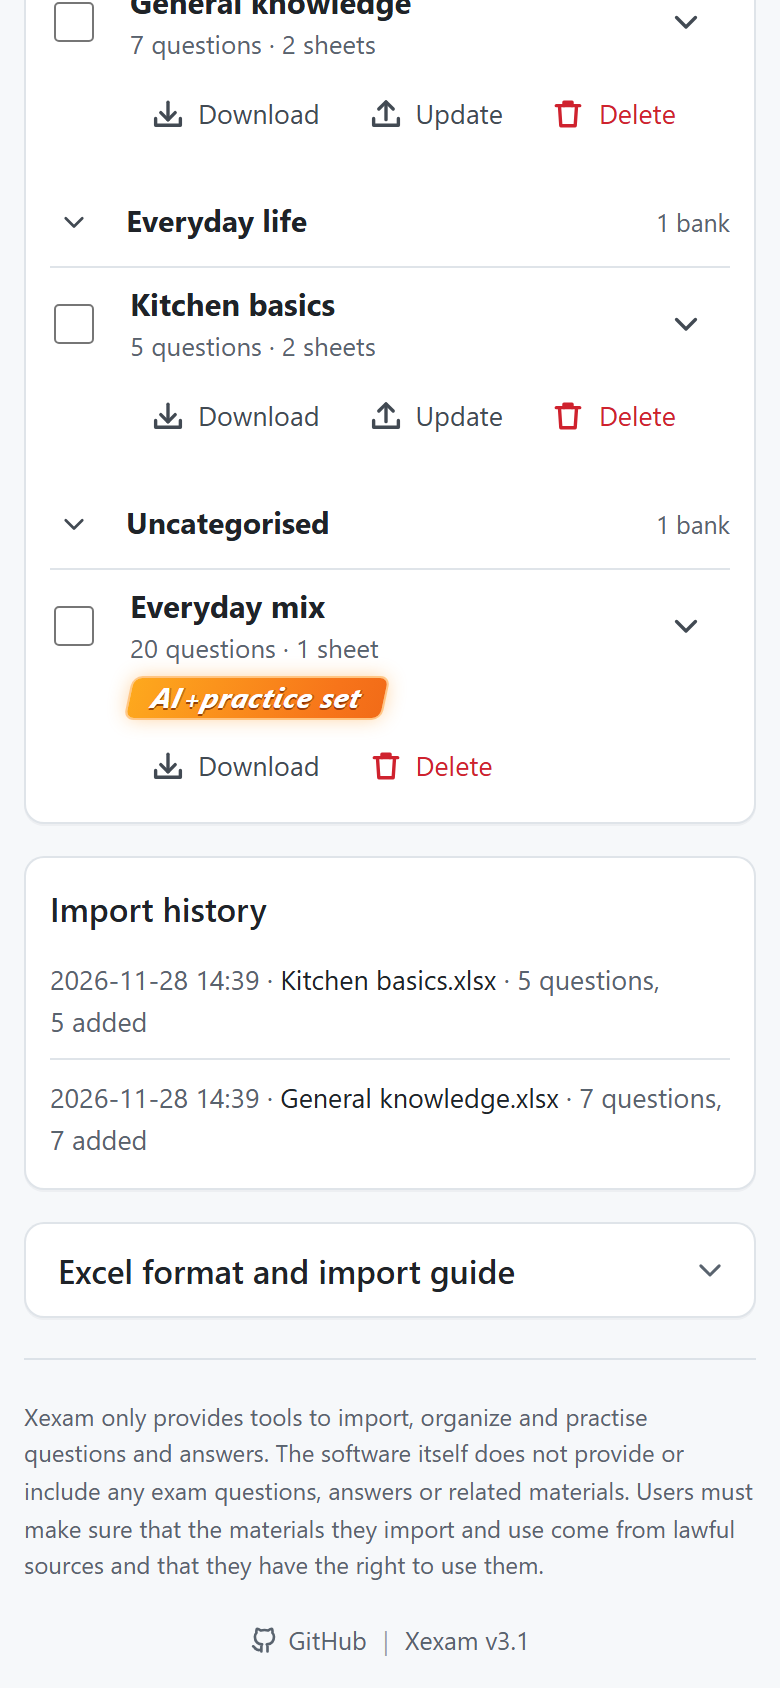 General knowledge
7 questions · 2 sheets
Download Update Delete
Everyday life 1 bank
Kitchen basics
5 questions · 2 sheets
Download Update Delete
Uncategorised 1 bank
Everyday mix
20 questions · 1 sheet
AI+practice set
Download Delete
Import history
2026-11-28 14:39 · Kitchen basics.xlsx · 5 questions,
5 added
2026-11-28 14:39 · General knowledge.xlsx · 7 questions,
7 added
Excel format and import guide
Xexam only provides tools to import, organize and practise
questions and answers. The software itself does not provide or
include any exam questions, answers or related materials. Users must
make sure that the materials they import and use come from lawful
sources and that they have the right to use them.
GitHub | Xexam v3.1